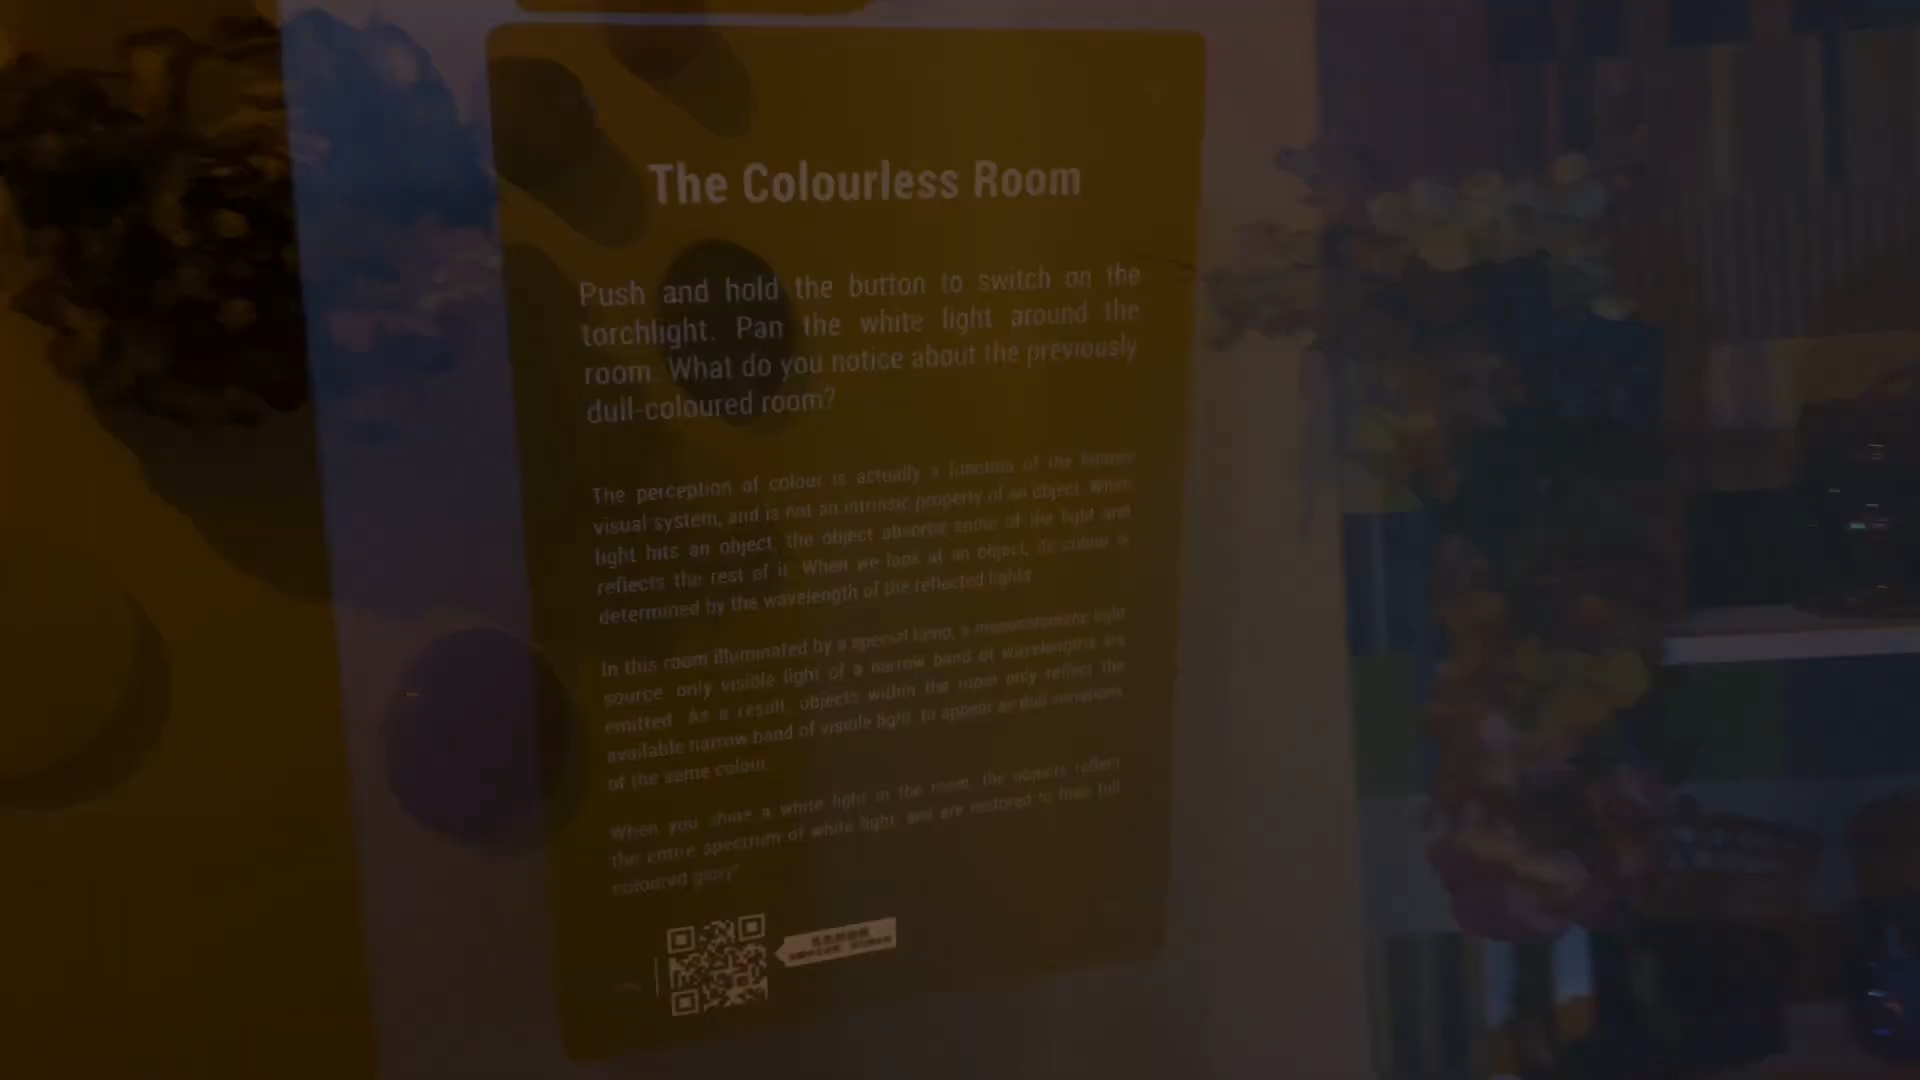 The Colourless Room
Push and hold the button to switch on the
torchlight. Pan the white light around the
room. What do you notice about the previously
dull-coloured room?
The perception of colour is actually a function of the human
visual system, and is not an intrinsic property of an object. When
light hits an object, the object absorbs some of the light and
reflects the rest of it. When we look at an object, its colour is
determined by the wavelength of the reflected lights.
In this room illuminated by a special lamp, a monochromatic light
source, only visible light of a narrow band of wavelengths are
emitted. As a result, objects within the room only reflect the
available narrow band of visible light, to appear as dull variations
of the same colour.
When you shine a white light in the room, the objects reflect
the entire spectrum of white light, and are restored to their full
coloured glory!